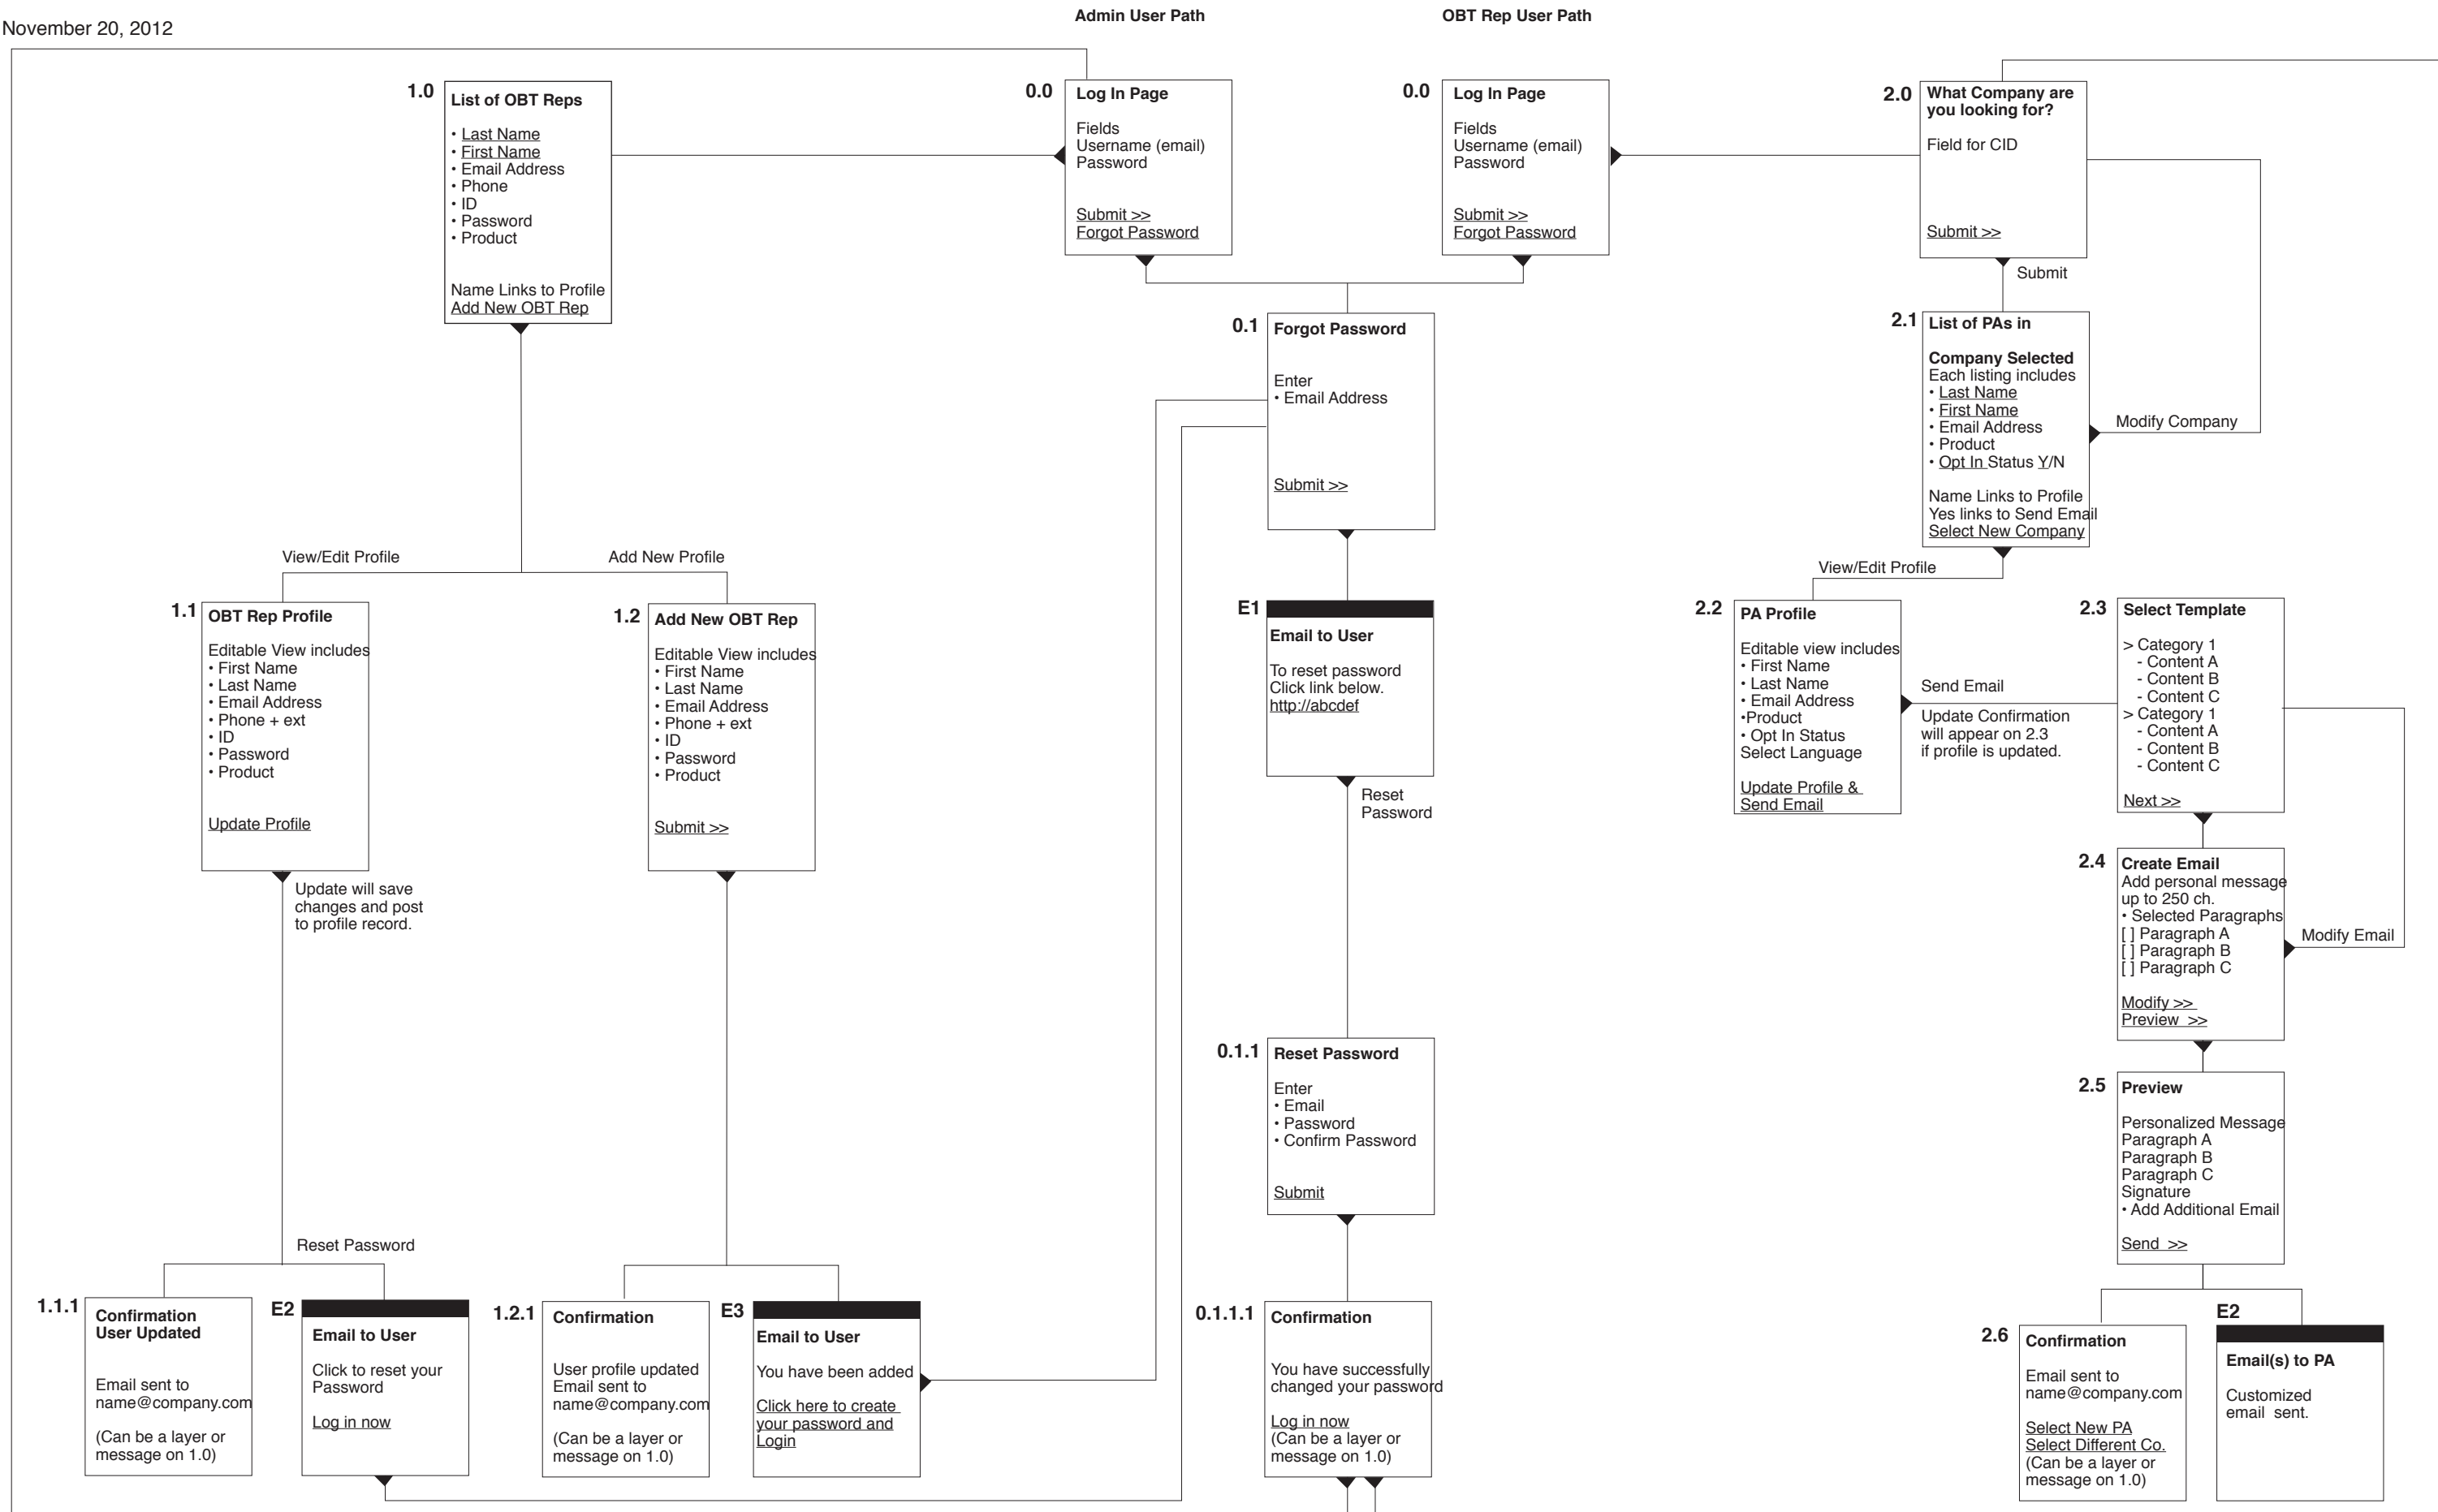 November 20, 2012
Admin User Path
OBT Rep User Path
1.0
List of OBT Reps
• Last Name
• First Name
• Email Address
• Phone
• ID
• Password
• Product
Name Links to Profile
Add New OBT Rep
0.0
Log In Page
Fields
Username (email)
Password
Submit >>
Forgot Password
0.0
Log In Page
Fields
Username (email)
Password
Submit >>
Forgot Password
2.0
What Company are
you looking for?
Field for CID
Submit >>
Submit
0.1
Forgot Password
Enter
• Email Address
Submit >>
2.1
List of PAs in
Company Selected
Each listing includes
• Last Name
• First Name
• Email Address
• Product
• Opt In Status Y/N
Name Links to Profile
Yes links to Send Email
Select New Company
Modify Company
View/Edit Profile
Add New Profile
View/Edit Profile
1.1
OBT Rep Profile
Editable View includes
• First Name
• Last Name
• Email Address
• Phone + ext
• ID
• Password
• Product
Update Profile
Update will save
changes and post
to profile record.
1.2
Add New OBT Rep
Editable View includes
• First Name
• Last Name
• Email Address
• Phone + ext
• ID
• Password
• Product
Submit >>
E1
Email to User
To reset password
Click link below.
http://abcdef
Reset
Password
2.2
PA Profile
Editable view includes
• First Name
• Last Name
• Email Address
•Product
• Opt In Status
Select Language
Update Profile &
Send Email
Send Email
Update Confirmation
will appear on 2.3
if profile is updated.
2.3
Select Template
> Category 1
- Content A
- Content B
- Content C
> Category 1
- Content A
- Content B
- Content C
Next >>
2.4
Create Email
Add personal message
up to 250 ch.
• Selected Paragraphs
[ ] Paragraph A
[ ] Paragraph B
[ ] Paragraph C
Modify >>
Preview >>
Modify Email
0.1.1
Reset Password
Enter
• Email
• Password
• Confirm Password
Submit
2.5
Preview
Personalized Message
Paragraph A
Paragraph B
Paragraph C
Signature
• Add Additional Email
Send >>
Reset Password
1.1.1
Confirmation
User Updated
Email sent to
name@company.com
(Can be a layer or
message on 1.0)
E2
Email to User
Click to reset your
Password
Log in now
1.2.1
Confirmation
User profile updated
Email sent to
name@company.com
(Can be a layer or
message on 1.0)
E3
Email to User
You have been added
Click here to create
your password and
Login
0.1.1.1
Confirmation
You have successfully
changed your password
Log in now
(Can be a layer or
message on 1.0)
2.6
Confirmation
Email sent to
name@company.com
Select New PA
Select Different Co.
(Can be a layer or
message on 1.0)
E2
Email(s) to PA
Customized
email sent.